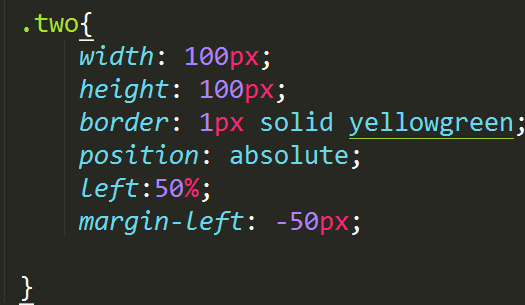 .two{
width: 100px;
height: 100px;
border: 1px solid yellowgreen;
position: absolute;
left:50%;
margin-left: -50px;
}